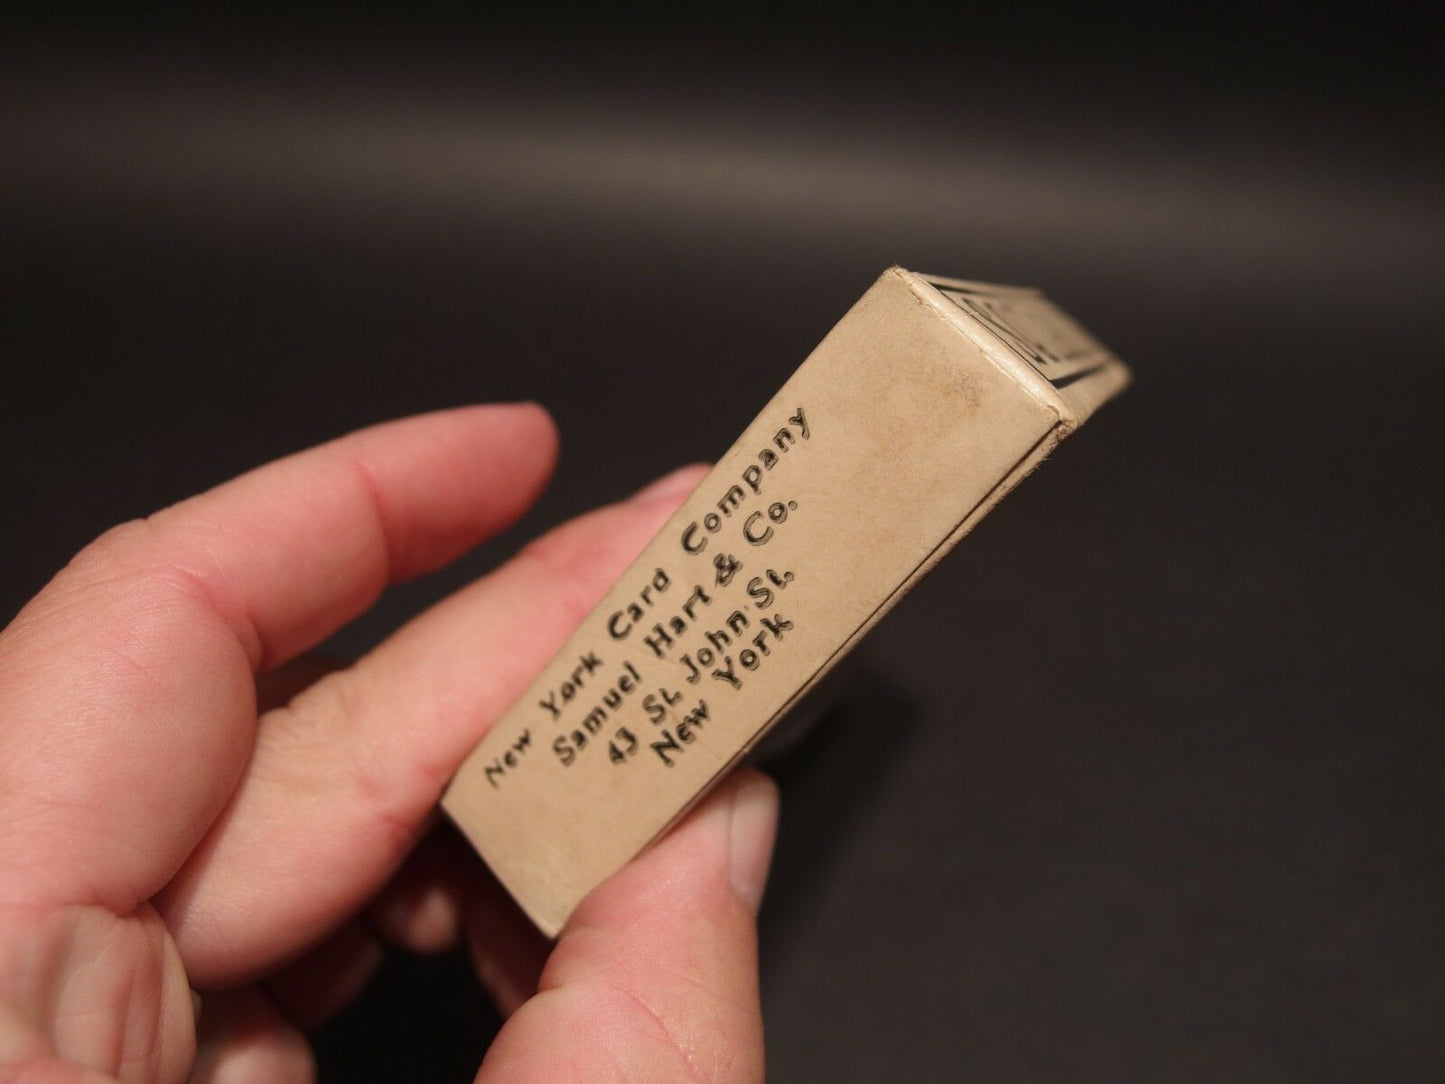 New York Card Company
Samuel Hart & Co.
43 St. John St.
New York